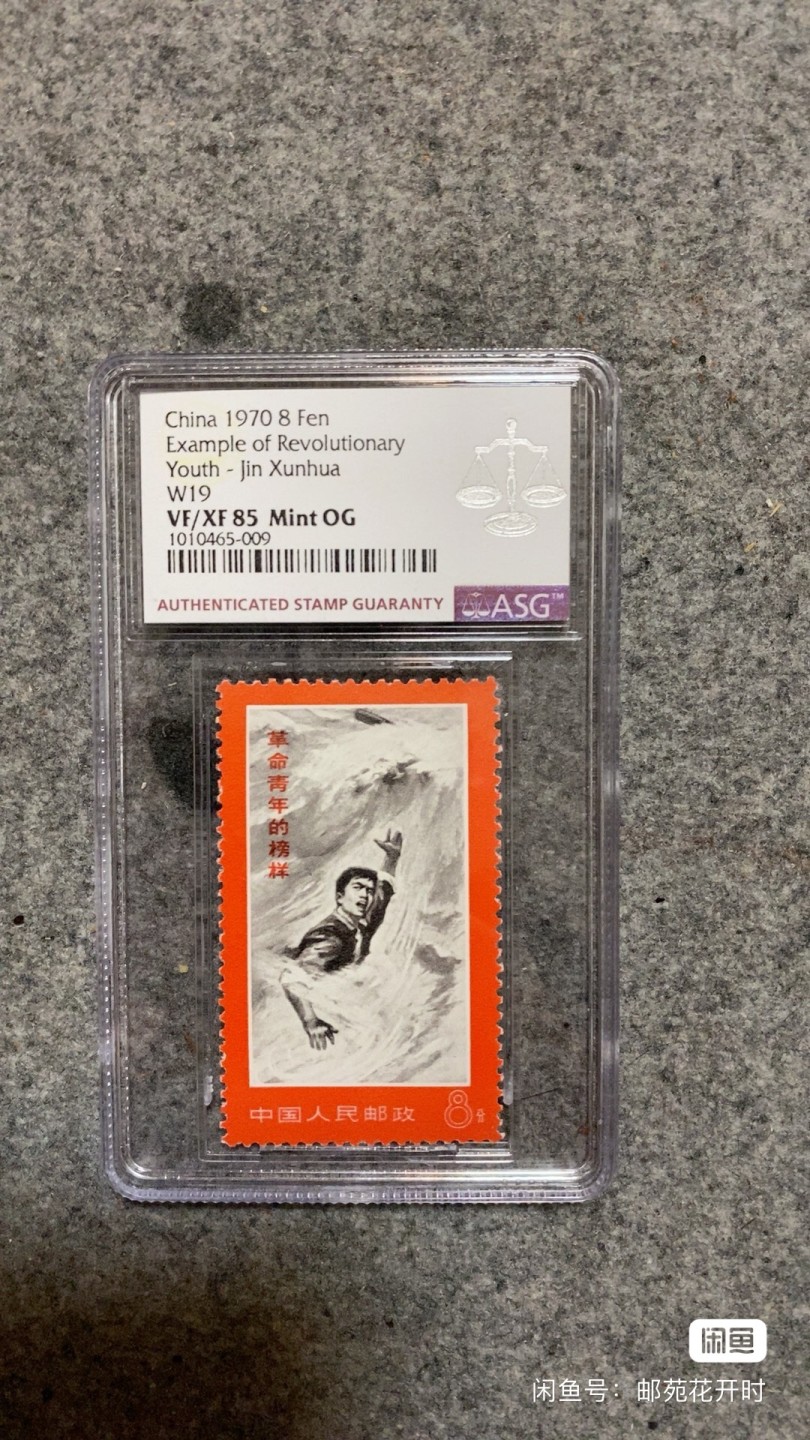 China 1970 8 Fen
Example of Revolutionary
Youth - Jin Xunhua
W19
VF/XF 85 Mint OG
1010465-009
AUTHENTICATED STAMP GUARANTY
ASG™
革命青年的榜样
中国人民邮政 8分
闲鱼
闲鱼号：邮苑花开时